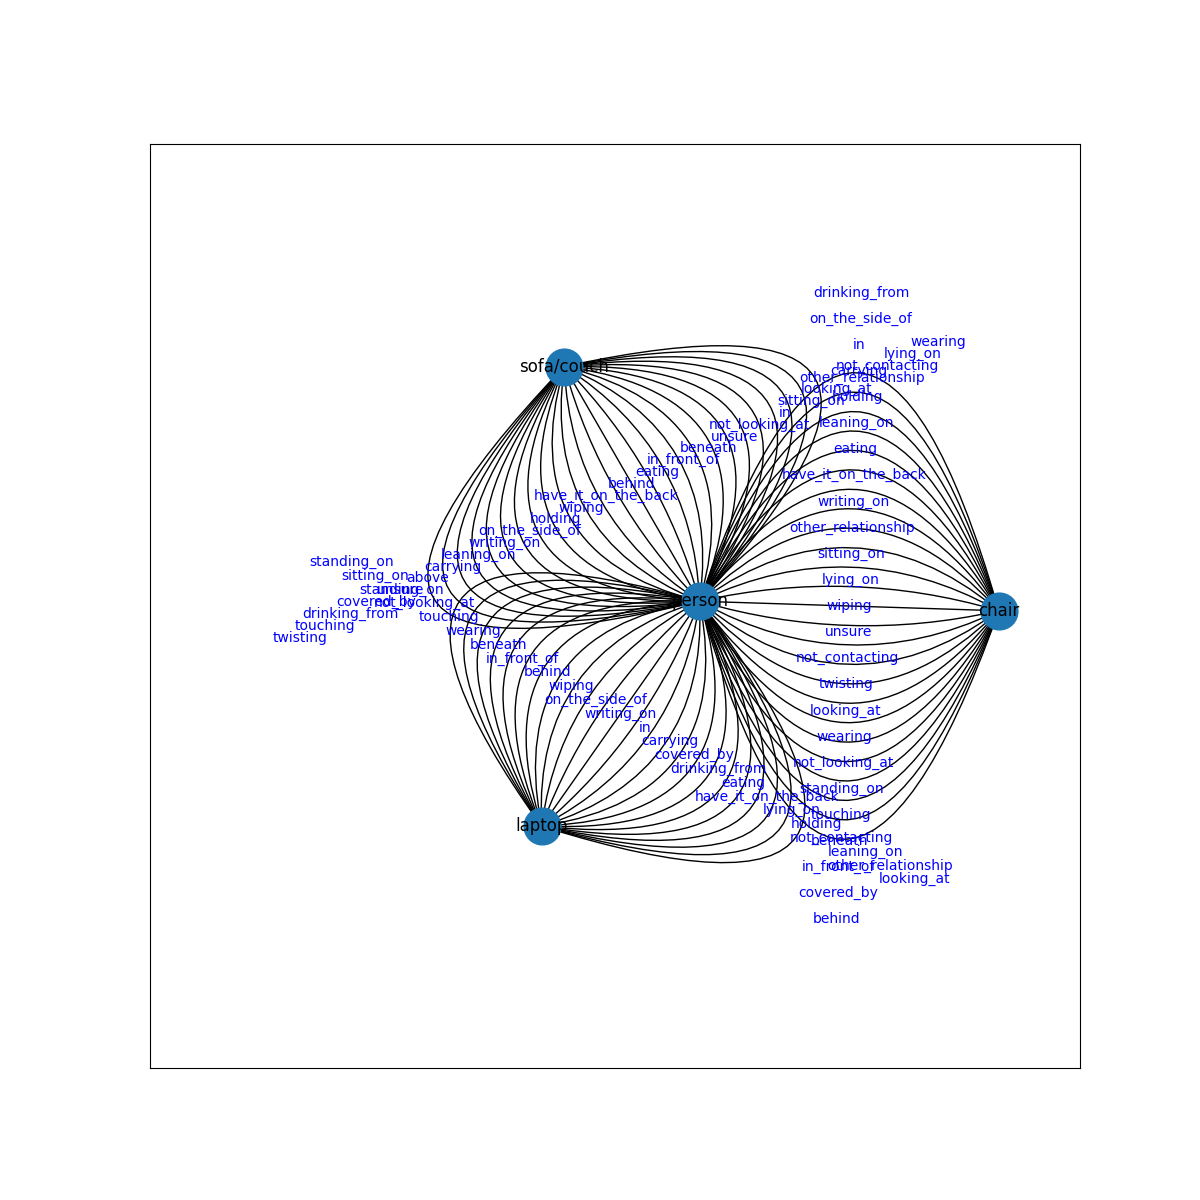 drinking_from
on_the_side_of
in
wearing
lying_on
not_contacting
carrying
other_relationship
looking_at
holding
sitting_on
in
leaning_on
not_looking_at
unsure
beneath
eating
in_front_of
eating
have_it_on_the_back
behind
have_it_on_the_back
writing_on
wiping
holding
other_relationship
on_the_side_of
writing_on
sitting_on
leaning_on
carrying
lying_on
above
standing_on
sitting_on
standing_on
unsure
covered_by
not_looking_at
drinking_from
touching
touching
twisting
wearing
beneath
in_front_of
behind
wiping
on_the_side_of
writing_on
in
carrying
covered_by
drinking_from
eating
have_it_on_the_back
lying_on
holding
not_contacting
leaning_on
other_relationship
looking_at
wiping
unsure
not_contacting
twisting
looking_at
wearing
not_looking_at
standing_on
touching
beneath
in_front_of
covered_by
behind
sofa/couch
person
chair
laptop